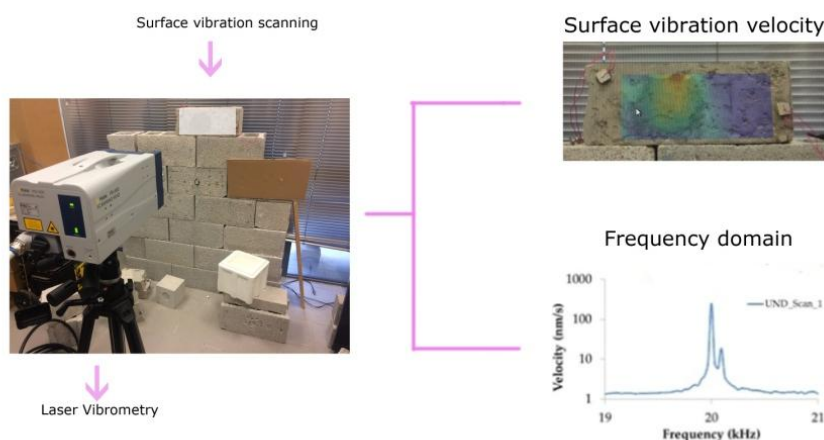 Surface vibration scanning
Laser Vibrometry
Surface vibration velocity
Frequency domain
Velocity (nm/s)
1000
100
10
1
UND_Scan_1
19
20
21
Frequency (kHz)